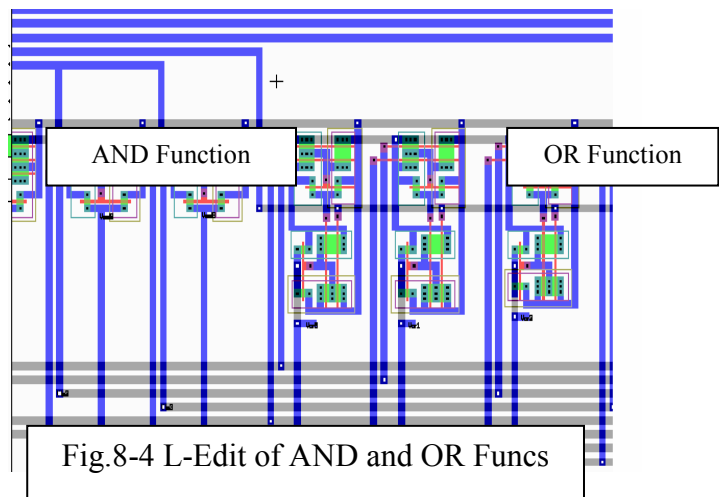 AND Function
OR Function
Fig.8-4 L-Edit of AND and OR Funcs